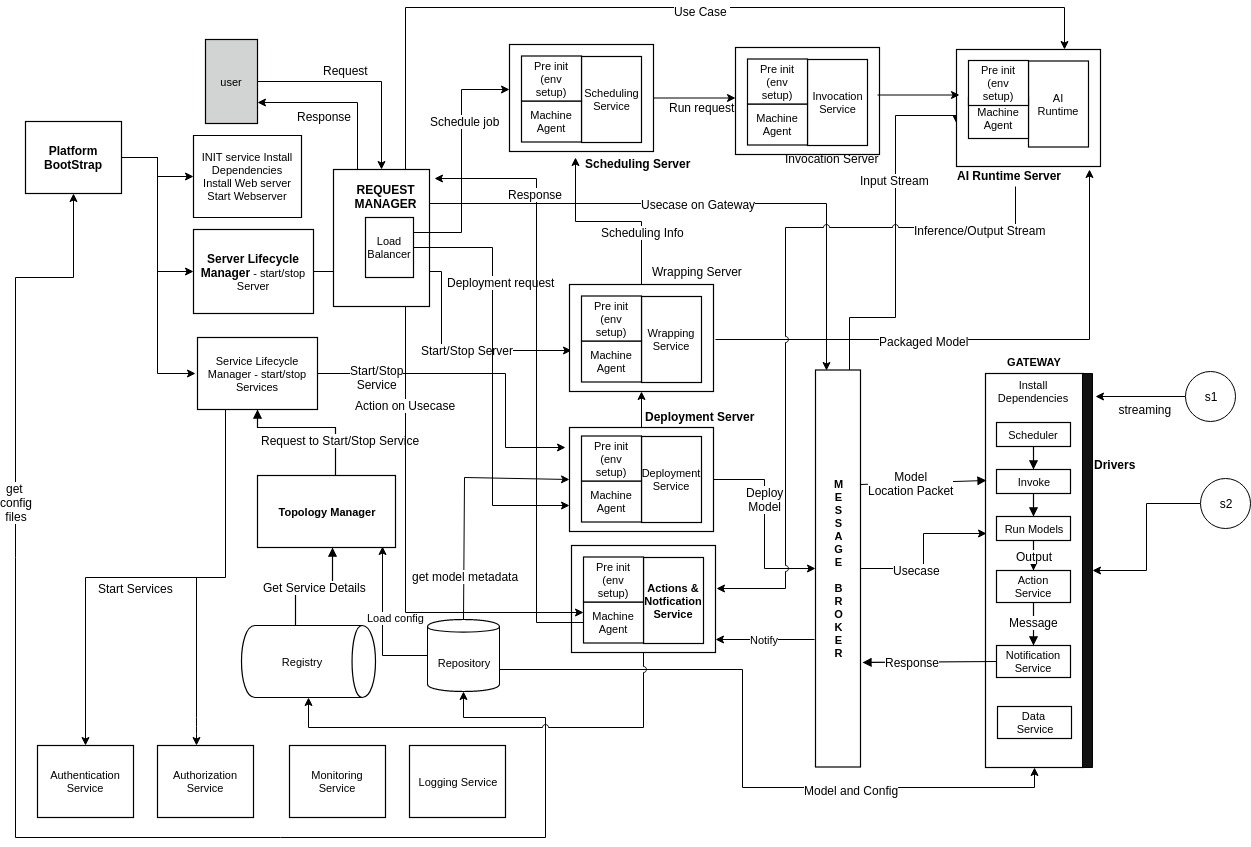 Use Case
user
Request
Response
Platform
BootStrap
INIT service Install
Dependencies
Install Web server
Start Webserver
Server Lifecycle
Manager - start/stop
Server
Service Lifecycle
Manager - start/stop
Services
REQUEST
MANAGER
Load
Balancer
Schedule job
Pre init
(env
setup)
Machine
Agent
Scheduling
Service
Scheduling Server
Run request
Pre init
(env
setup)
Machine
Agent
Invocation
Service
Invocation Server
Pre init
(env
setup)
Machine
Agent
AI
Runtime
AI Runtime Server
Response
Usecase on Gateway
Input Stream
Inference/Output Stream
Scheduling Info
Deployment request
Wrapping Server
Pre init
(env
setup)
Machine
Agent
Wrapping
Service
Start/Stop Server
Packaged Model
Start/Stop
Service
Action on Usecase
Request to Start/Stop Service
Deployment Server
Pre init
(env
setup)
Machine
Agent
Deployment
Service
Deploy
Model
get
config
files
Topology Manager
Start Services
Get Service Details
get model metadata
Load config
Registry
Repository
Pre init
(env
setup)
Machine
Agent
Actions &
Notfication
Service
Notify
M
E
S
S
A
G
E
B
R
O
K
E
R
Model
Location Packet
Usecase
Response
GATEWAY
Install
Dependencies
Scheduler
Invoke
Run Models
Output
Action
Service
Message
Notification
Service
Data
Service
Drivers
streaming
s1
s2
Model and Config
Authentication
Service
Authorization
Service
Monitoring
Service
Logging Service